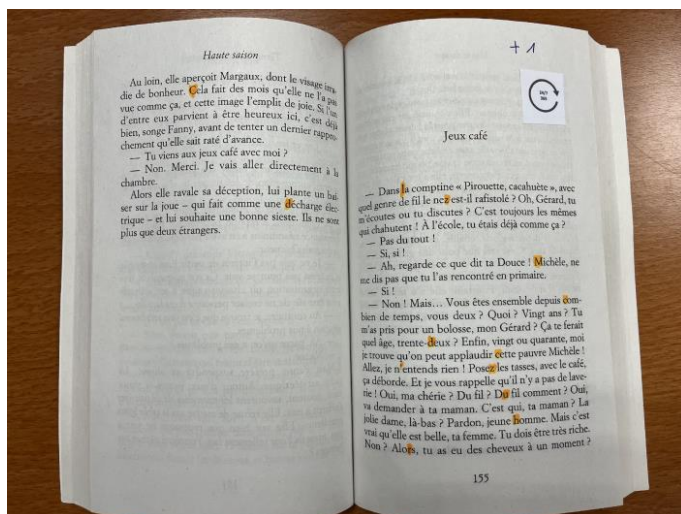 Haute saison
Au loin, elle aperçoit Margaux, dont le visage irra-
die de bonheur. Cela fait des mois qu'elle ne l'a pas
vue comme ça, et cette image l'emplit de joie. Si l'un
d'entre eux parvient à être heureux ici, c'est déjà
bien, songe Fanny, avant de tenter un dernier rappro-
chement qu'elle sait raté d'avance.
— Tu viens aux jeux café avec moi ?
— Non. Merci. Je vais aller directement à la
chambre.
Alors elle ravale sa déception, lui plante un bai-
ser sur la joue – qui fait comme une décharge élec-
trique – et lui souhaite une bonne sieste. Ils ne sont
plus que deux étrangers.
+ 1
Jeux café
— Dans la comptine « Pirouette, cacahuète », avec
quel genre de fil le nez est-il rafistolé ? Oh, Gérard, tu
m'écoutes ou tu discutes ? C'est toujours les mêmes
qui chahutent ! À l'école, tu étais déjà comme ça ?
— Pas du tout !
— Si, si !
— Ah, regarde ce que dit ta Douce ! Michèle, ne
me dis pas que tu l'as rencontré en primaire.
— Si !
— Non ! Mais… Vous êtes ensemble depuis com-
bien de temps, vous deux ? Quoi ? Vingt ans ? Tu
m'as pris pour un bolosse, mon Gérard ? Ça te ferait
quel âge, trente-deux ? Enfin, vingt ou quarante, moi
je trouve qu'on peut applaudir cette pauvre Michèle !
Allez, je n'entends rien ! Posez les tasses, avec le café,
ça déborde. Et je vous rappelle qu'il n'y a pas de lave-
rie ! Oui, ma chérie ? Du fil ? Du fil comment ? Oui,
va demander à ta maman. C'est qui, ta maman ? La
jolie dame, là-bas ? Pardon, jeune homme. Mais c'est
vrai qu'elle est belle, ta femme. Tu dois être très riche.
Non ? Alors, tu as eu des cheveux à un moment ?
155